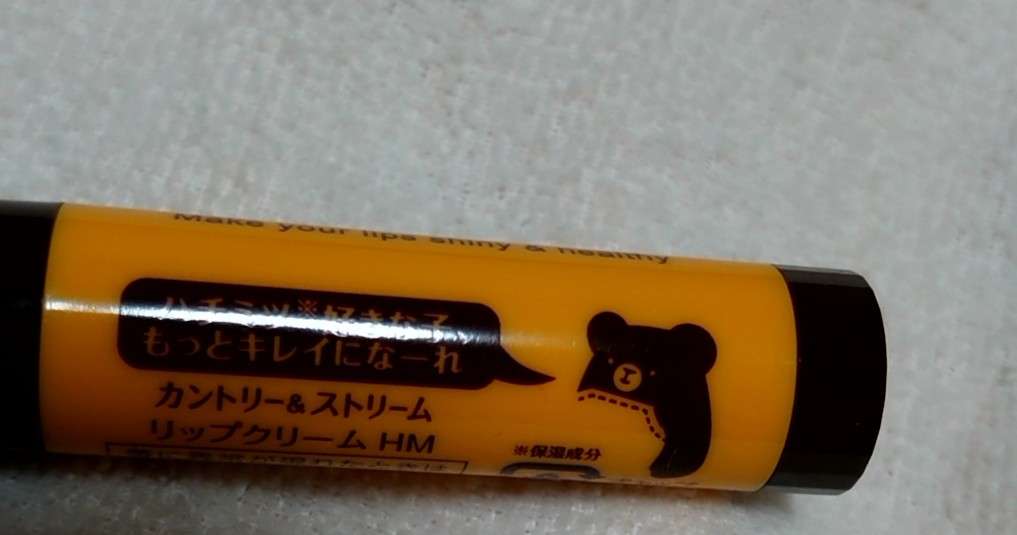 Make your lips shiny & healthy
ハチミツ※好きな子
もっとキレイになーれ
カントリー&ストリーム
リップクリーム HM
※保湿成分